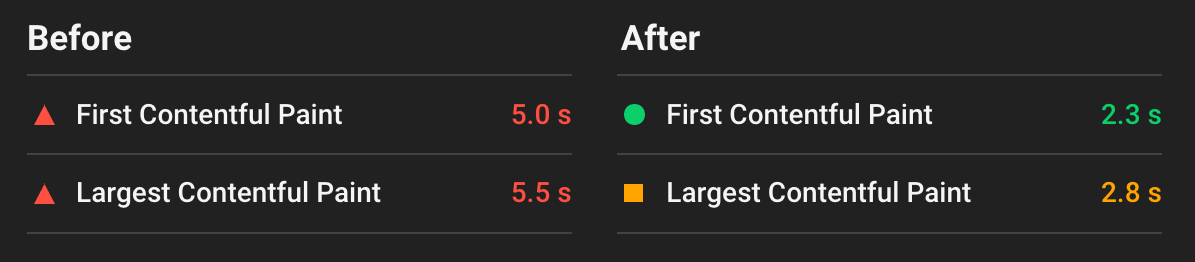 Before
First Contentful Paint 5.0 s
Largest Contentful Paint 5.5 s
After
First Contentful Paint 2.3 s
Largest Contentful Paint 2.8 s